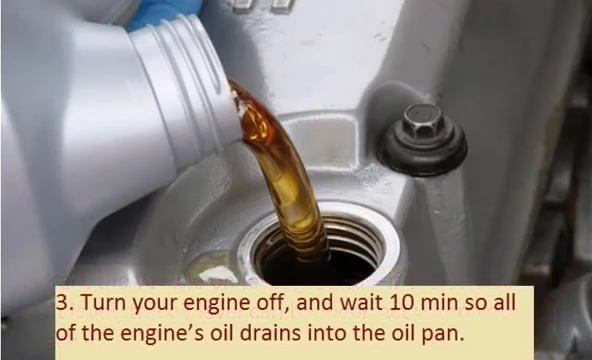 3. Turn your engine off, and wait 10 min so all
of the engine’s oil drains into the oil pan.